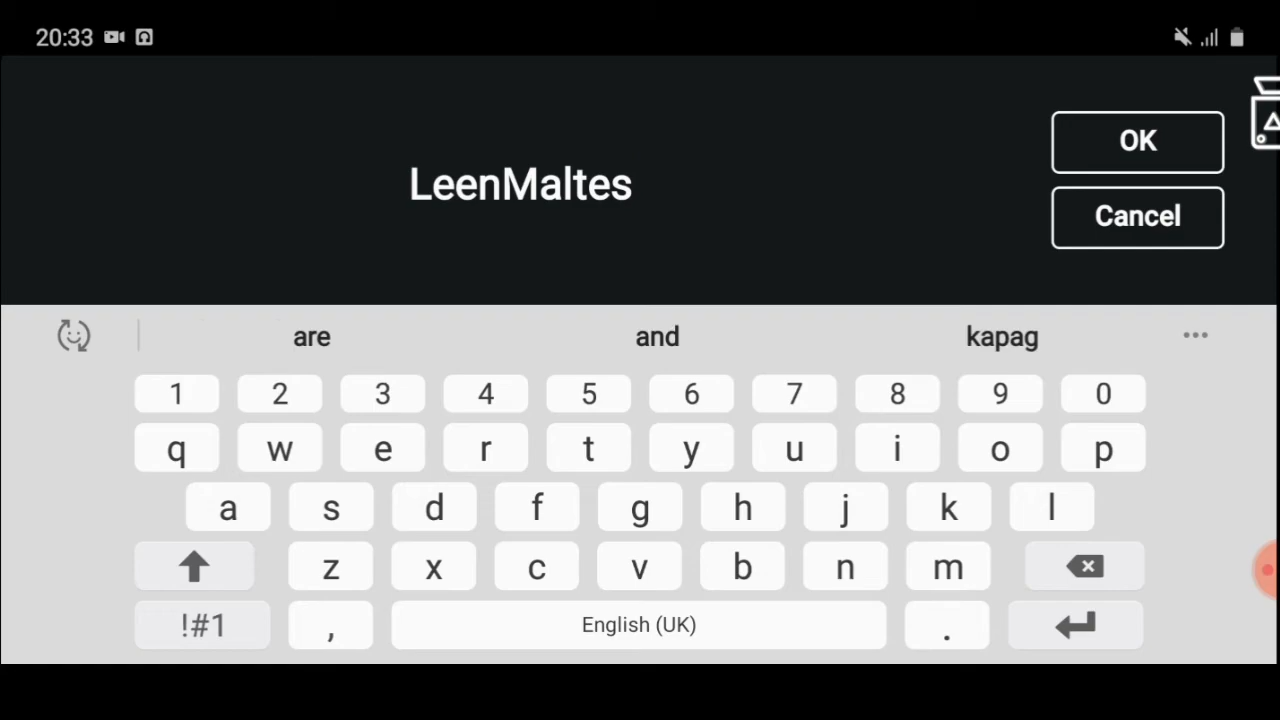 20:33
LeenMaltes
OK
Cancel
are and kapag
1 2 3 4 5 6 7 8 9 0
q w e r t y u i o p
a s d f g h j k l
z x c v b n m
!#1 , English (UK) .